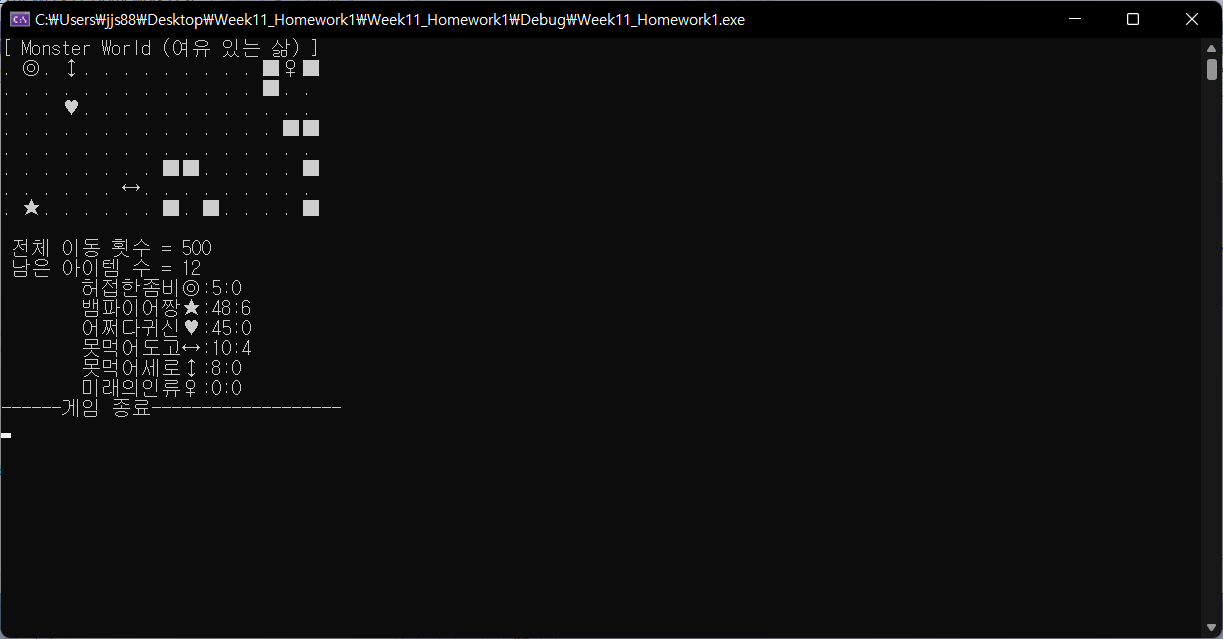 C:₩Users₩jjs88₩Desktop₩Week11_Homework1₩Week11_Homework1₩Debug₩Week11_Homework1.exe
[ Monster World (여유 있는 삶) ]
. ◎. ↕. . . . . . . . . ■♀■
. . . . . . . . . . . . . ■. .
. . . ♥. . . . . . . . . . . .
. . . . . . . . . . . . . . ■■
. . . . . . . . . . . . . . . .
. . . . . . . . ■■. . . . . ■
. . . . . . ↔. . . . . . . . .
. ★. . . . . . ■. ■. . . . ■
전체 이동 횟수 = 500
남은 아이템 수 = 12
허접한좀비◎:5:0
뱀파이어짱★:48:6
어쩌다귀신♥:45:0
못먹어도고↔:10:4
못먹어세로↕:8:0
미래의인류♀:0:0
------게임 종료-------------------